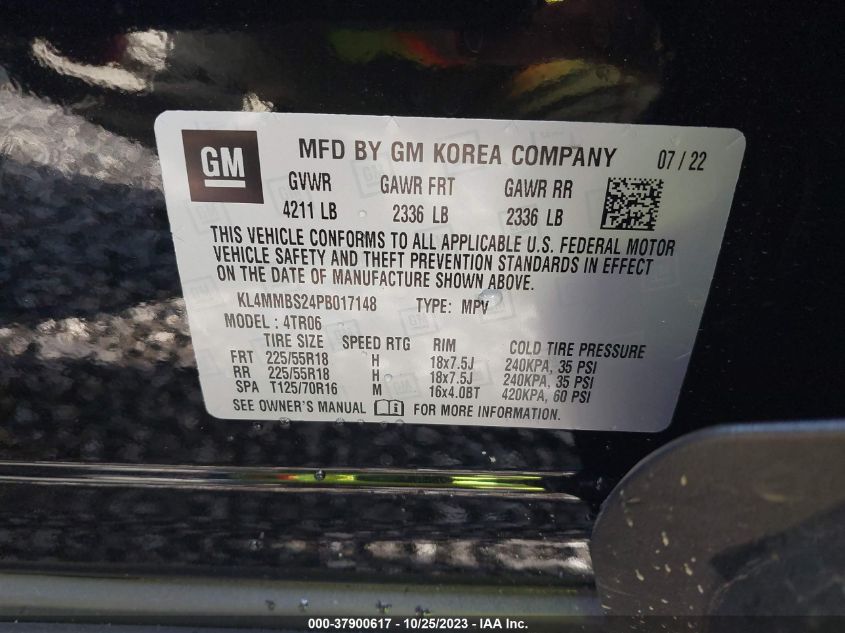 GM
MFD BY GM KOREA COMPANY 07/22
GVWR GAWR FRT GAWR RR
4211 LB 2336 LB 2336 LB
THIS VEHICLE CONFORMS TO ALL APPLICABLE U.S. FEDERAL MOTOR
VEHICLE SAFETY AND THEFT PREVENTION STANDARDS IN EFFECT
ON THE DATE OF MANUFACTURE SHOWN ABOVE.
KL4MMBS24PB017148 TYPE: MPV
MODEL : 4TR06
TIRE SIZE SPEED RTG RIM COLD TIRE PRESSURE
FRT 225/55R18 H 18x7.5J 240KPA, 35 PSI
RR 225/55R18 H 18x7.5J 240KPA, 35 PSI
SPA T125/70R16 M 16x4.0BT 420KPA, 60 PSI
SEE OWNER'S MANUAL FOR MORE INFORMATION.
000-37900617 - 10/25/2023 - IAA Inc.